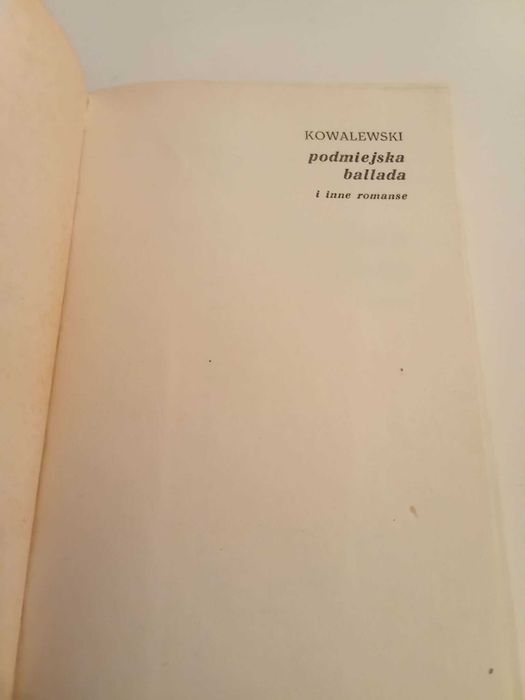 KOWALEWSKI
podmiejska
ballada
i inne romanse